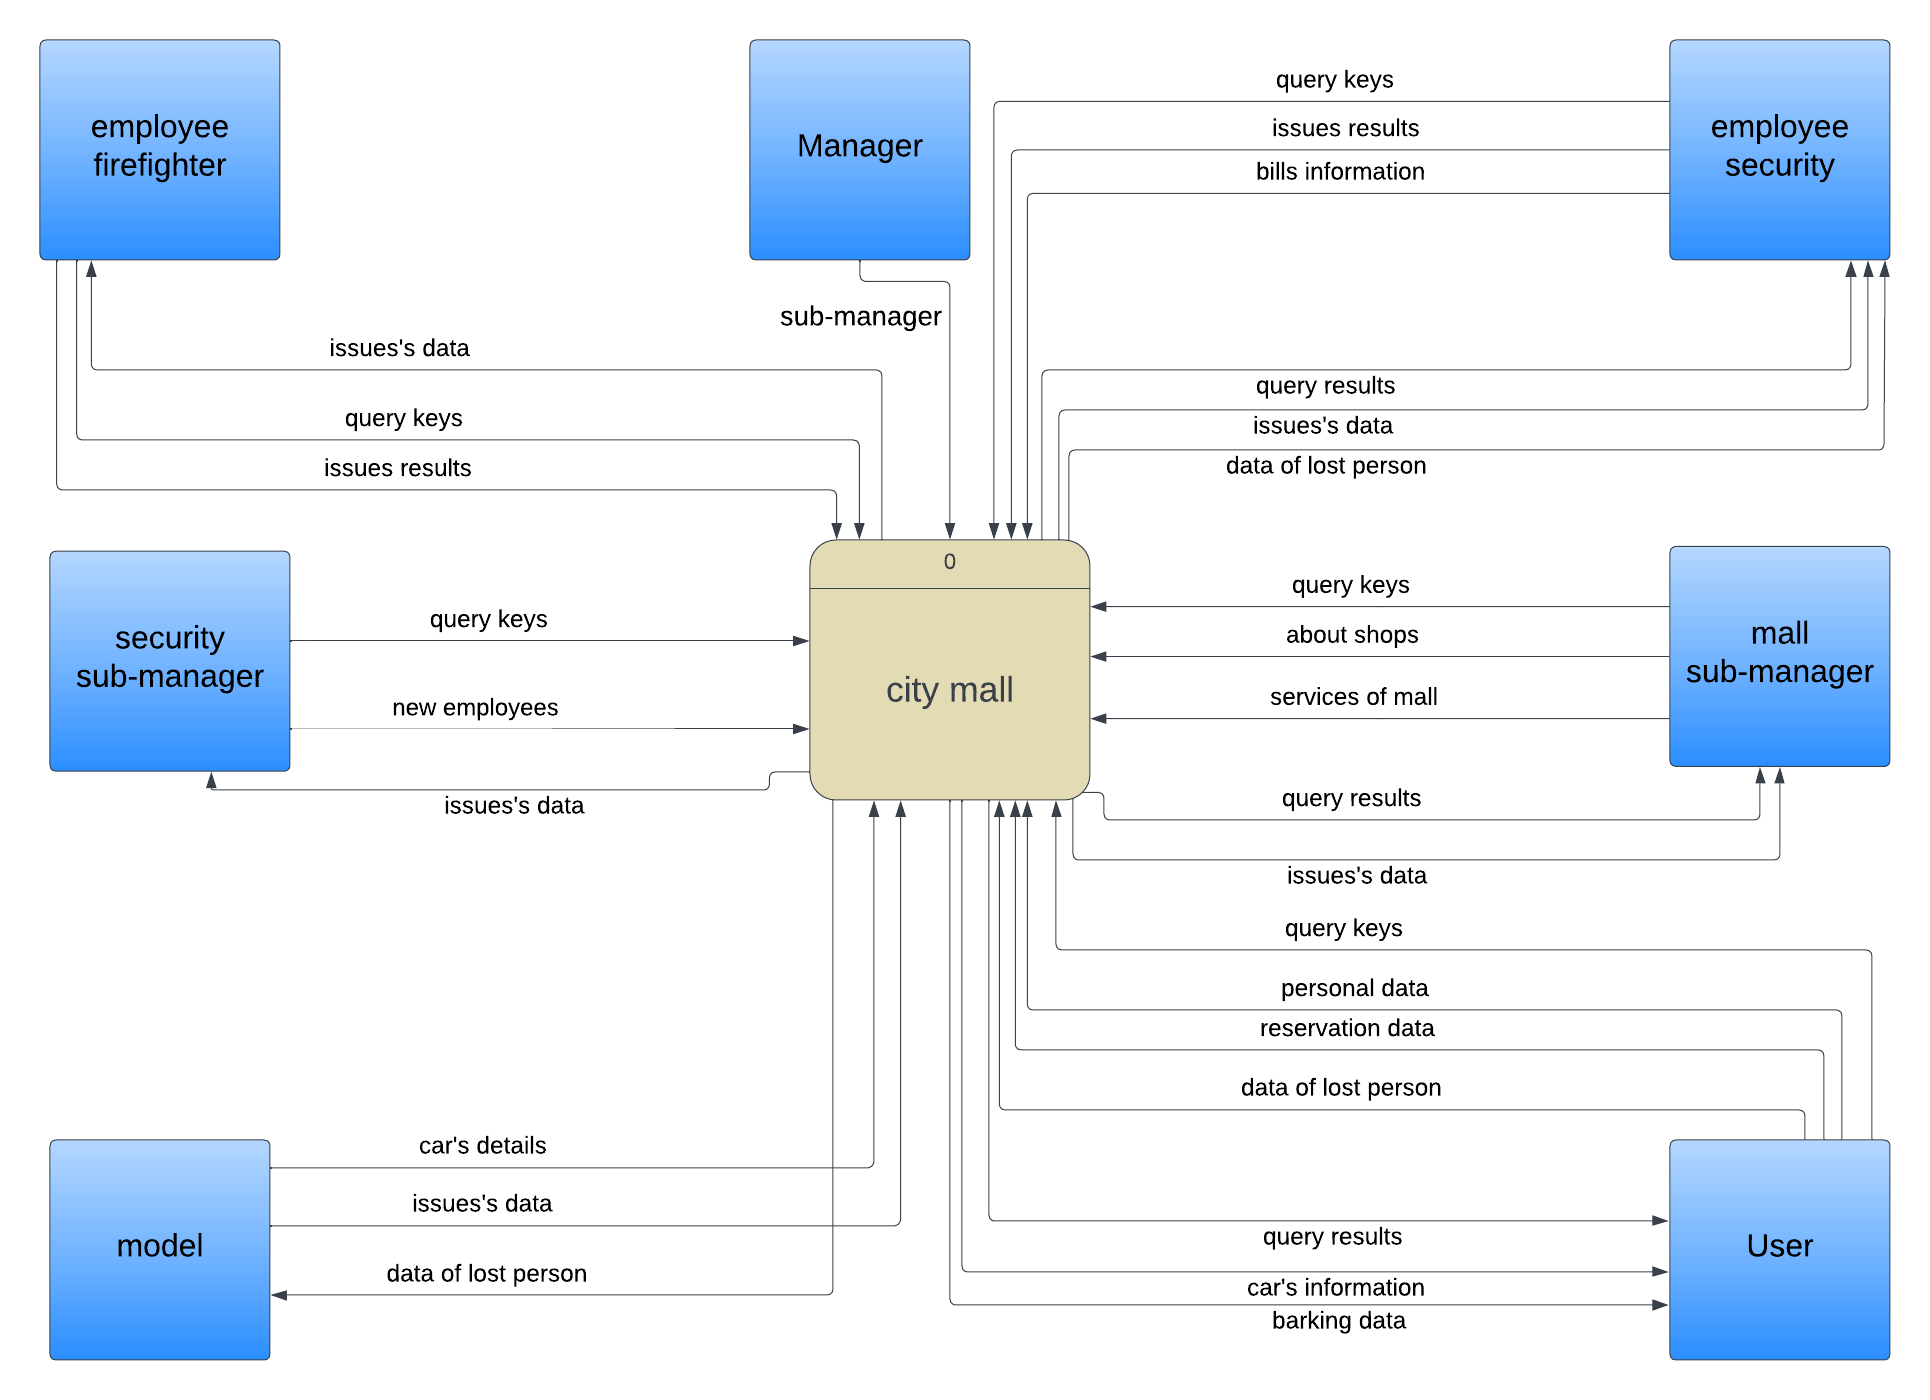 employee
firefighter
Manager
employee
security
query keys
issues results
bills information
sub-manager
issues's data
query keys
issues results
query results
issues's data
data of lost person
0
city mall
security
sub-manager
query keys
new employees
issues's data
mall
sub-manager
query keys
about shops
services of mall
query results
issues's data
query keys
personal data
reservation data
data of lost person
model
car's details
issues's data
data of lost person
User
query results
car's information
barking data